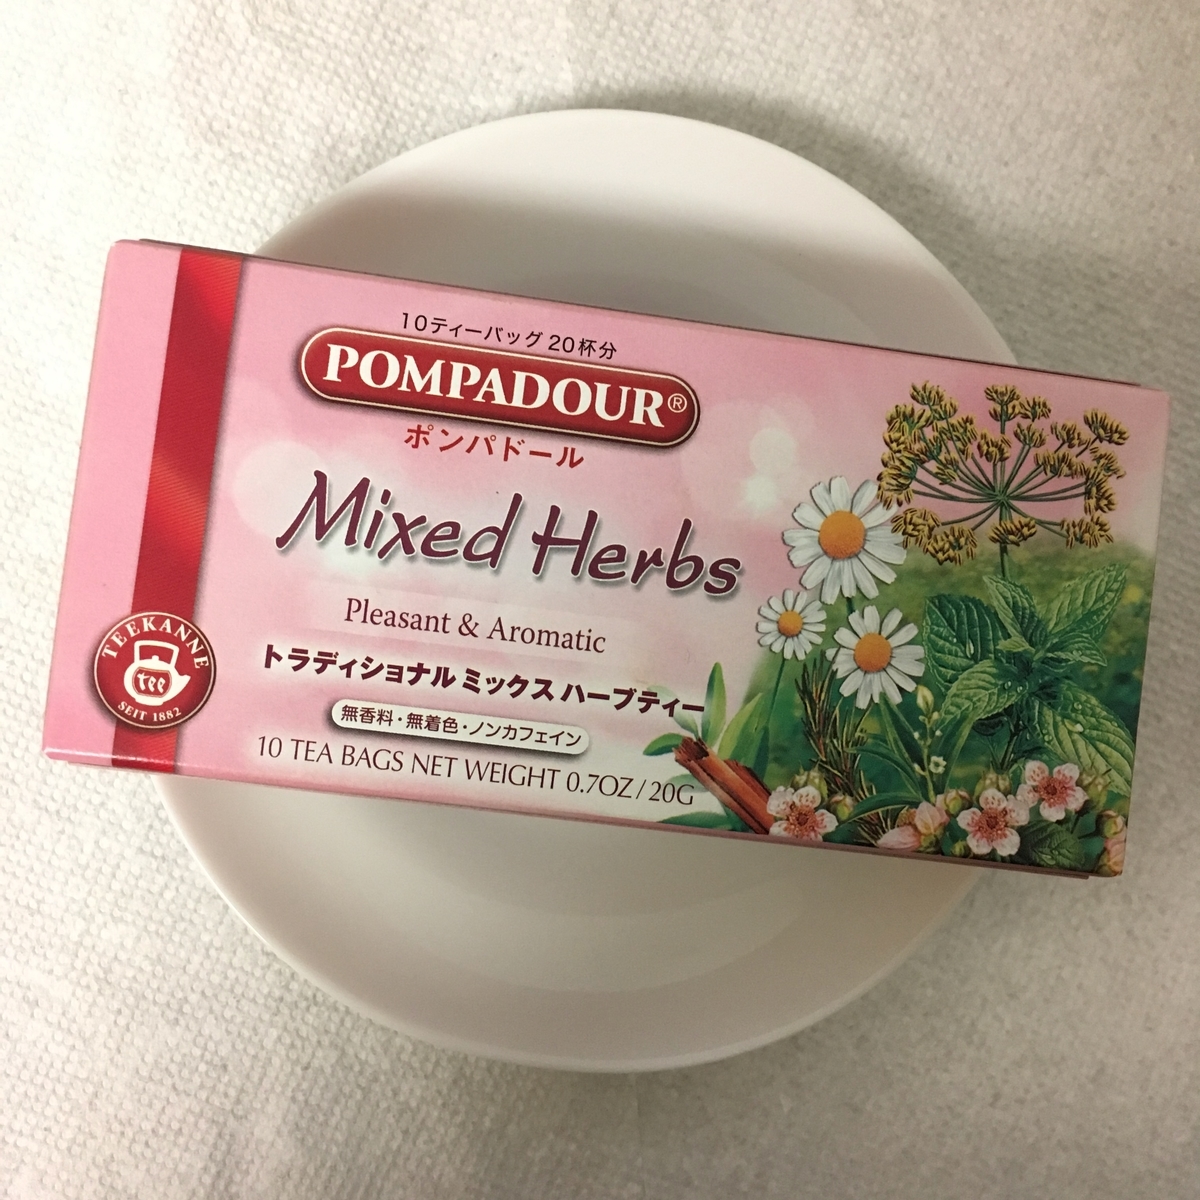 10ティーバッグ 20杯分
POMPADOUR®
ポンパドール
Mixed Herbs
Pleasant & Aromatic
トラディショナル ミックス ハーブティー
無香料・無着色・ノンカフェイン
10 TEA BAGS NET WEIGHT 0.7OZ / 20G
TEEKANNE
tee
SEIT 1882